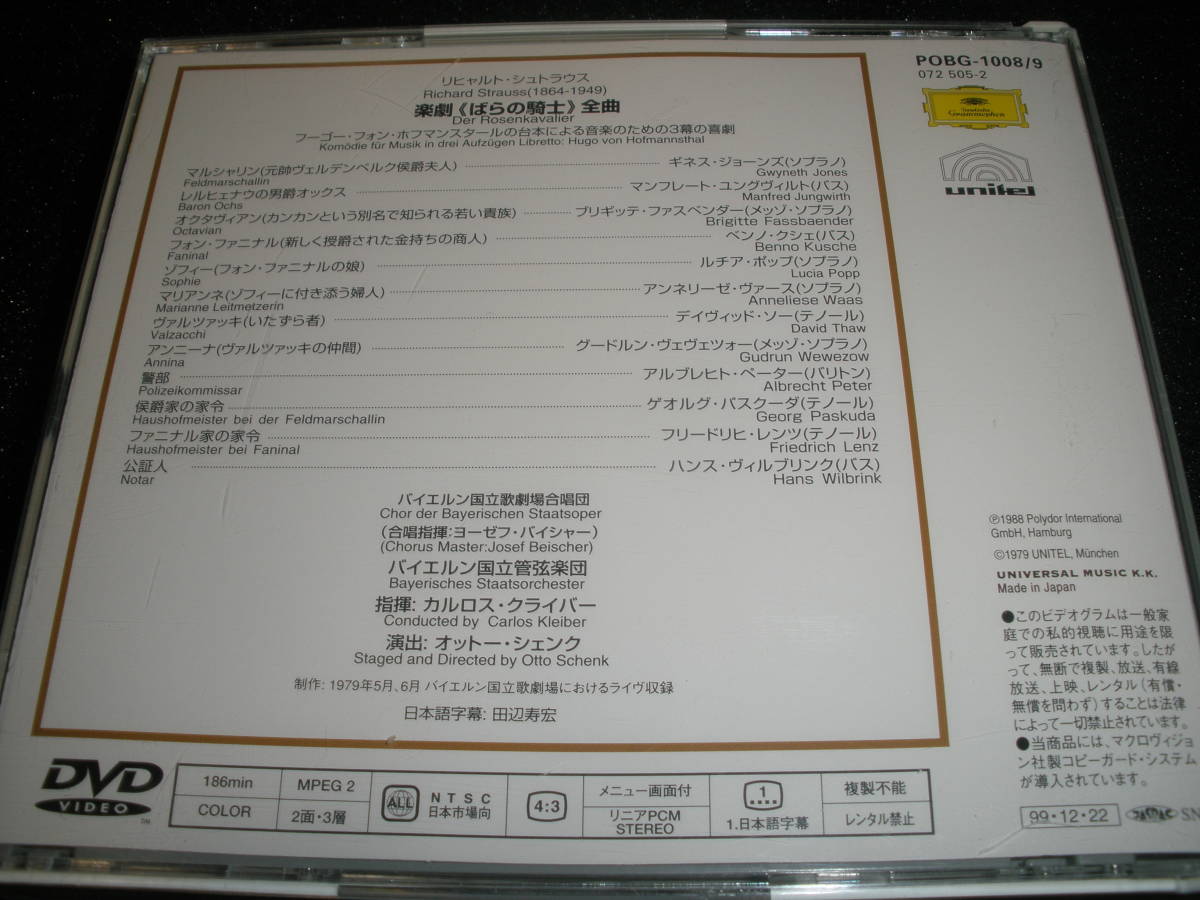 リヒャルト・シュトラウス
Richard Strauss(1864-1949)
楽劇《ばらの騎士》全曲
Der Rosenkavalier
フーゴー・フォン・ホフマンスタールの台本による音楽のための3幕の喜劇
Komödie für Musik in drei Aufzügen Libretto: Hugo von Hofmannsthal
マルシャリン(元帥ヴェルデンベルク侯爵夫人) ギネス・ジョーンズ(ソプラノ)
Feldmarschallin Gwyneth Jones
レルヒェナウの男爵オックス マンフレート・ユングヴィルト(バス)
Baron Ochs Manfred Jungwirth
オクタヴィアン(カンカンという別名で知られる若い貴族) ブリギッテ・ファスベンダー(メッゾ・ソプラノ)
Octavian Brigitte Fassbaender
フォン・ファニナル(新しく授爵された金持ちの商人) ベンノ・クシェ(バス)
Faninal Benno Kusche
ゾフィー(フォン・ファニナルの娘) ルチア・ポップ(ソプラノ)
Sophie Lucia Popp
マリアンネ(ゾフィーに付き添う婦人) アンネリーゼ・ヴァース(ソプラノ)
Marianne Leitmetzerin Anneliese Waas
ヴァルツァッキ(いたずら者) デイヴィッド・ソー(テノール)
Valzacchi David Thaw
アンニーナ(ヴァルツァッキの仲間) グードルン・ヴェヴェツォー(メッゾ・ソプラノ)
Annina Gudrun Wewezow
警部 アルブレヒト・ペーター(バリトン)
Polizeikommissar Albrecht Peter
侯爵家の家令 ゲオルグ・パスクーダ(テノール)
Haushofmeister bei der Feldmarschallin Georg Paskuda
ファニナル家の家令 フリードリヒ・レンツ(テノール)
Haushofmeister bei Faninal Friedrich Lenz
公証人 ハンス・ヴィルブリンク(バス)
Notar Hans Wilbrink
バイエルン国立歌劇場合唱団
Chor der Bayerischen Staatsoper
(合唱指揮:ヨーゼフ・バイシャー)
(Chorus Master:Josef Beischer)
バイエルン国立管弦楽団
Bayerisches Staatsorchester
指揮: カルロス・クライバー
Conducted by Carlos Kleiber
演出: オットー・シェンク
Staged and Directed by Otto Schenk
制作: 1979年5月、6月 バイエルン国立歌劇場におけるライヴ収録
日本語字幕: 田辺寿宏
POBG-1008/9
072 505-2
Deutsche
Grammophon
unitel
℗1988 Polydor International
GmbH, Hamburg
©1979 UNITEL, München
UNIVERSAL MUSIC K.K.
Made in Japan
●このビデオグラムは一般家
庭での私的視聴に用途を限
って販売されています。したが
って、無断で複製、放送、有線
放送、上映、レンタル(有償・
無償を問わず)することは法律
によって一切禁止されています。
●当商品には、マクロヴィジョ
ン社製コピーガード・システム
が導入されています。
DVD
VIDEO
TM
186min
COLOR
MPEG 2
2面・3層
ALL
NTSC
日本市場向
4:3
メニュー画面付
リニアPCM
STEREO
1
1.日本語字幕
複製不能
レンタル禁止
99・12・22
SN